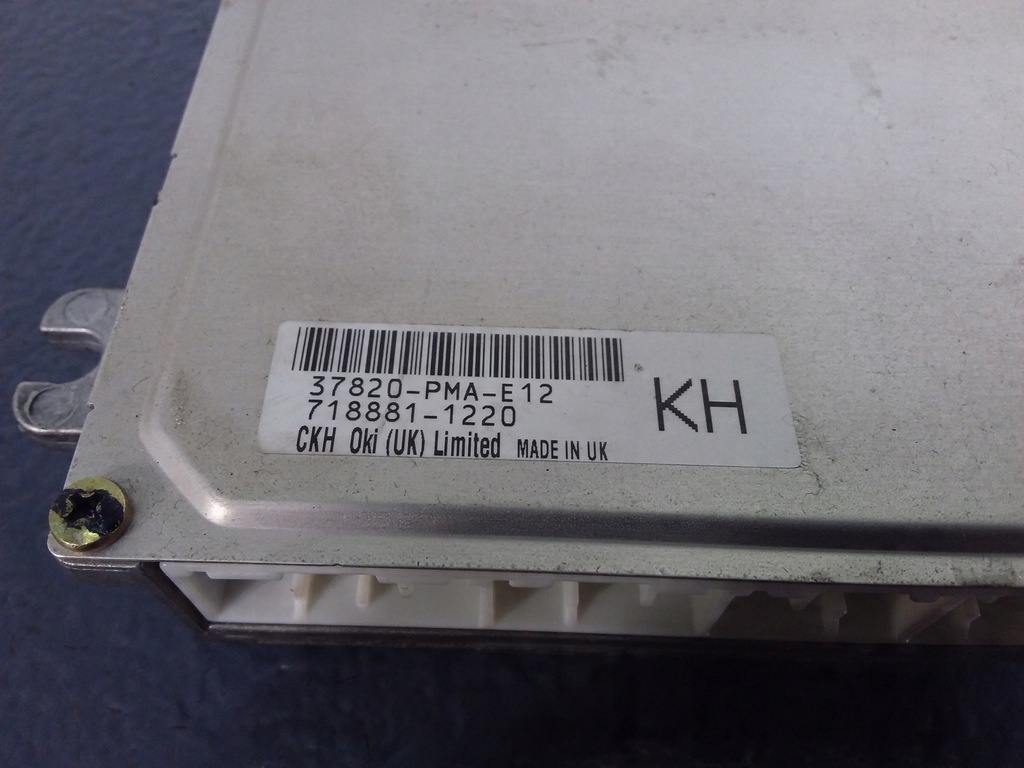 37820-PMA-E12
718881-1220
CKH Oki (UK) Limited MADE IN UK
KH